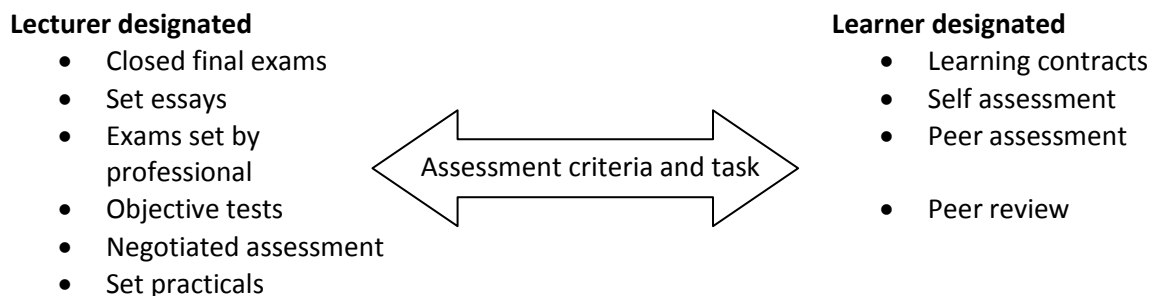 Lecturer designated
• Closed final exams
• Set essays
• Exams set by
professional
• Objective tests
• Negotiated assessment
• Set practicals
Assessment criteria and task
Learner designated
• Learning contracts
• Self assessment
• Peer assessment
• Peer review